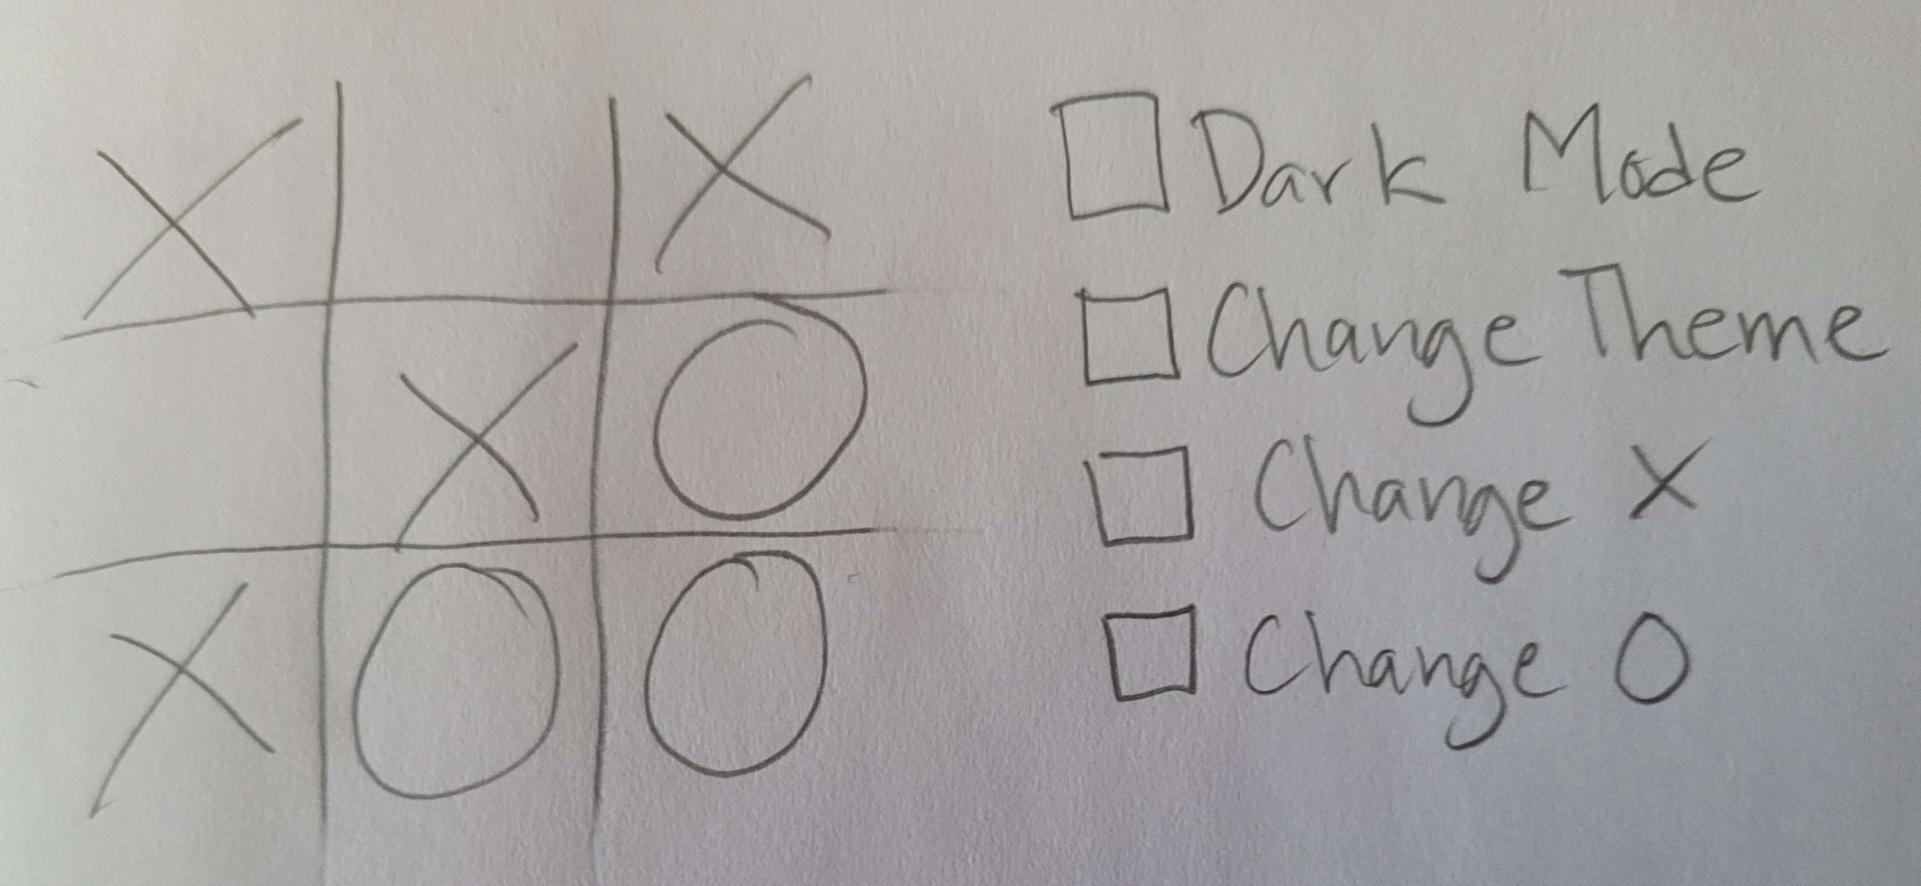 X X
X O
X O O
Dark Mode
Change Theme
Change X
Change O